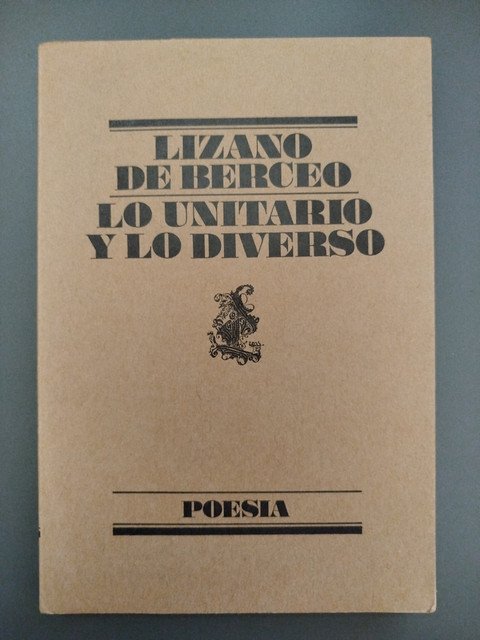 LIZANO
DE BERCEO
LO UNITARIO
Y LO DIVERSO
POESIA